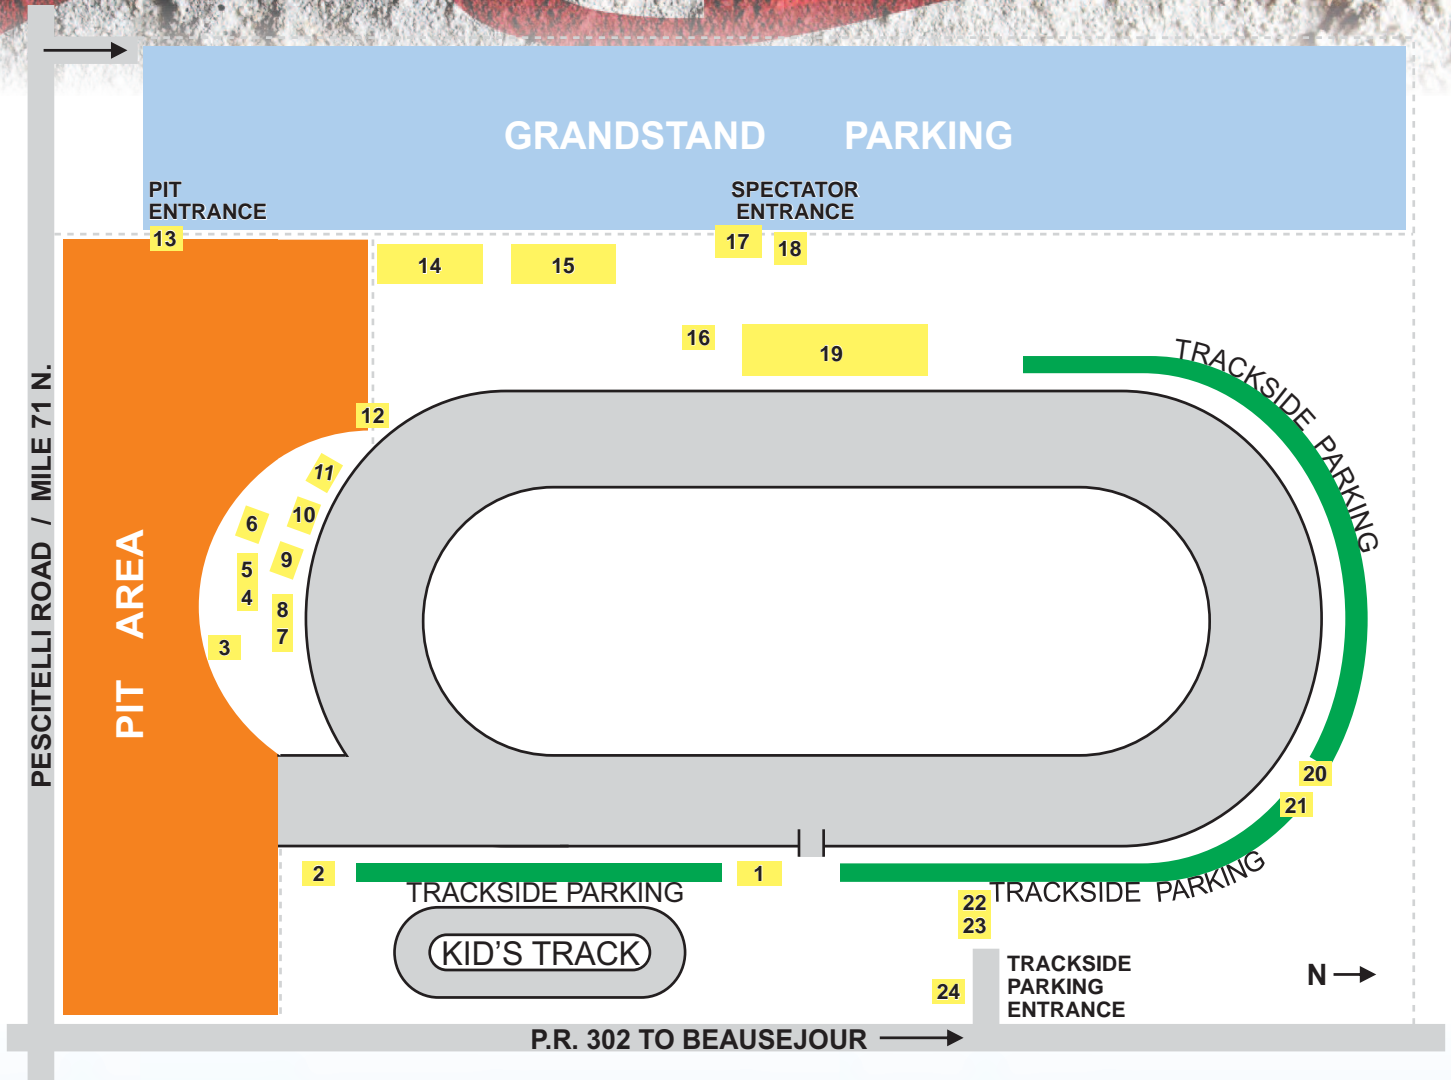 GRANDSTAND PARKING
PIT
ENTRANCE
SPECTATOR
ENTRANCE
13
14
15
17
18
16
19
12
11
10
9
6
5
4
8
7
3
PIT AREA
PESCITELLI ROAD / MILE 71 N.
TRACKSIDE PARKING
20
21
2
1
TRACKSIDE PARKING
TRACKSIDE PARKING
KID'S TRACK
22
23
24
TRACKSIDE
PARKING
ENTRANCE
N
P.R. 302 TO BEAUSEJOUR